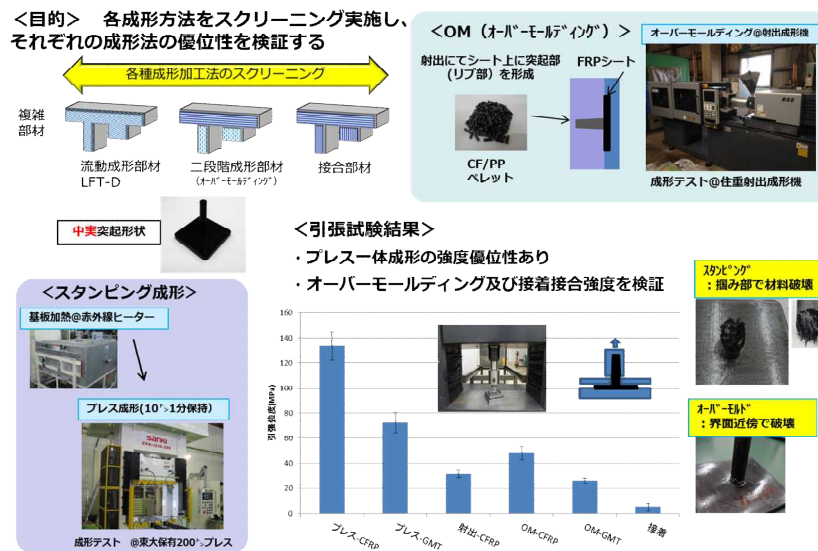 ＜目的＞　各成形方法をスクリーニング実施し、
それぞれの成形法の優位性を検証する
各種成形加工法のスクリーニング
複雑
部材
流動成形部材
LFT-D
二段階成形部材
（ｵｰﾊﾞｰﾓｰﾙﾃﾞｨﾝｸﾞ）
接合部材
中実突起形状
＜OM（ｵｰﾊﾞｰﾓｰﾙﾃﾞｨﾝｸﾞ）＞
射出にてシート上に突起部
(リブ部）を形成
FRPシート
CF/PP
ペレット
オーバーモールディング@射出成形機
成形テスト@住重射出成形機
＜スタンピング成形＞
基板加熱@赤外線ヒーター
プレス成形(10㌧>1分保持）
sanki
成形テスト　@東大保有200㌧>プレス
＜引張試験結果＞
・プレス一体成形の強度優位性あり
・オーバーモールディング及び接着接合強度を検証
引張強度(MPa)
160
140
120
100
80
60
40
20
0
プレス-CFRP
プレス-GMT
射出-CFRP
OM-CFRP
OM-GMT
接着
ｽﾀﾝﾋﾟﾝｸﾞ
：掴み部で材料破壊
ｵｰﾊﾞｰﾓﾙﾄﾞ
：界面近傍で破壊